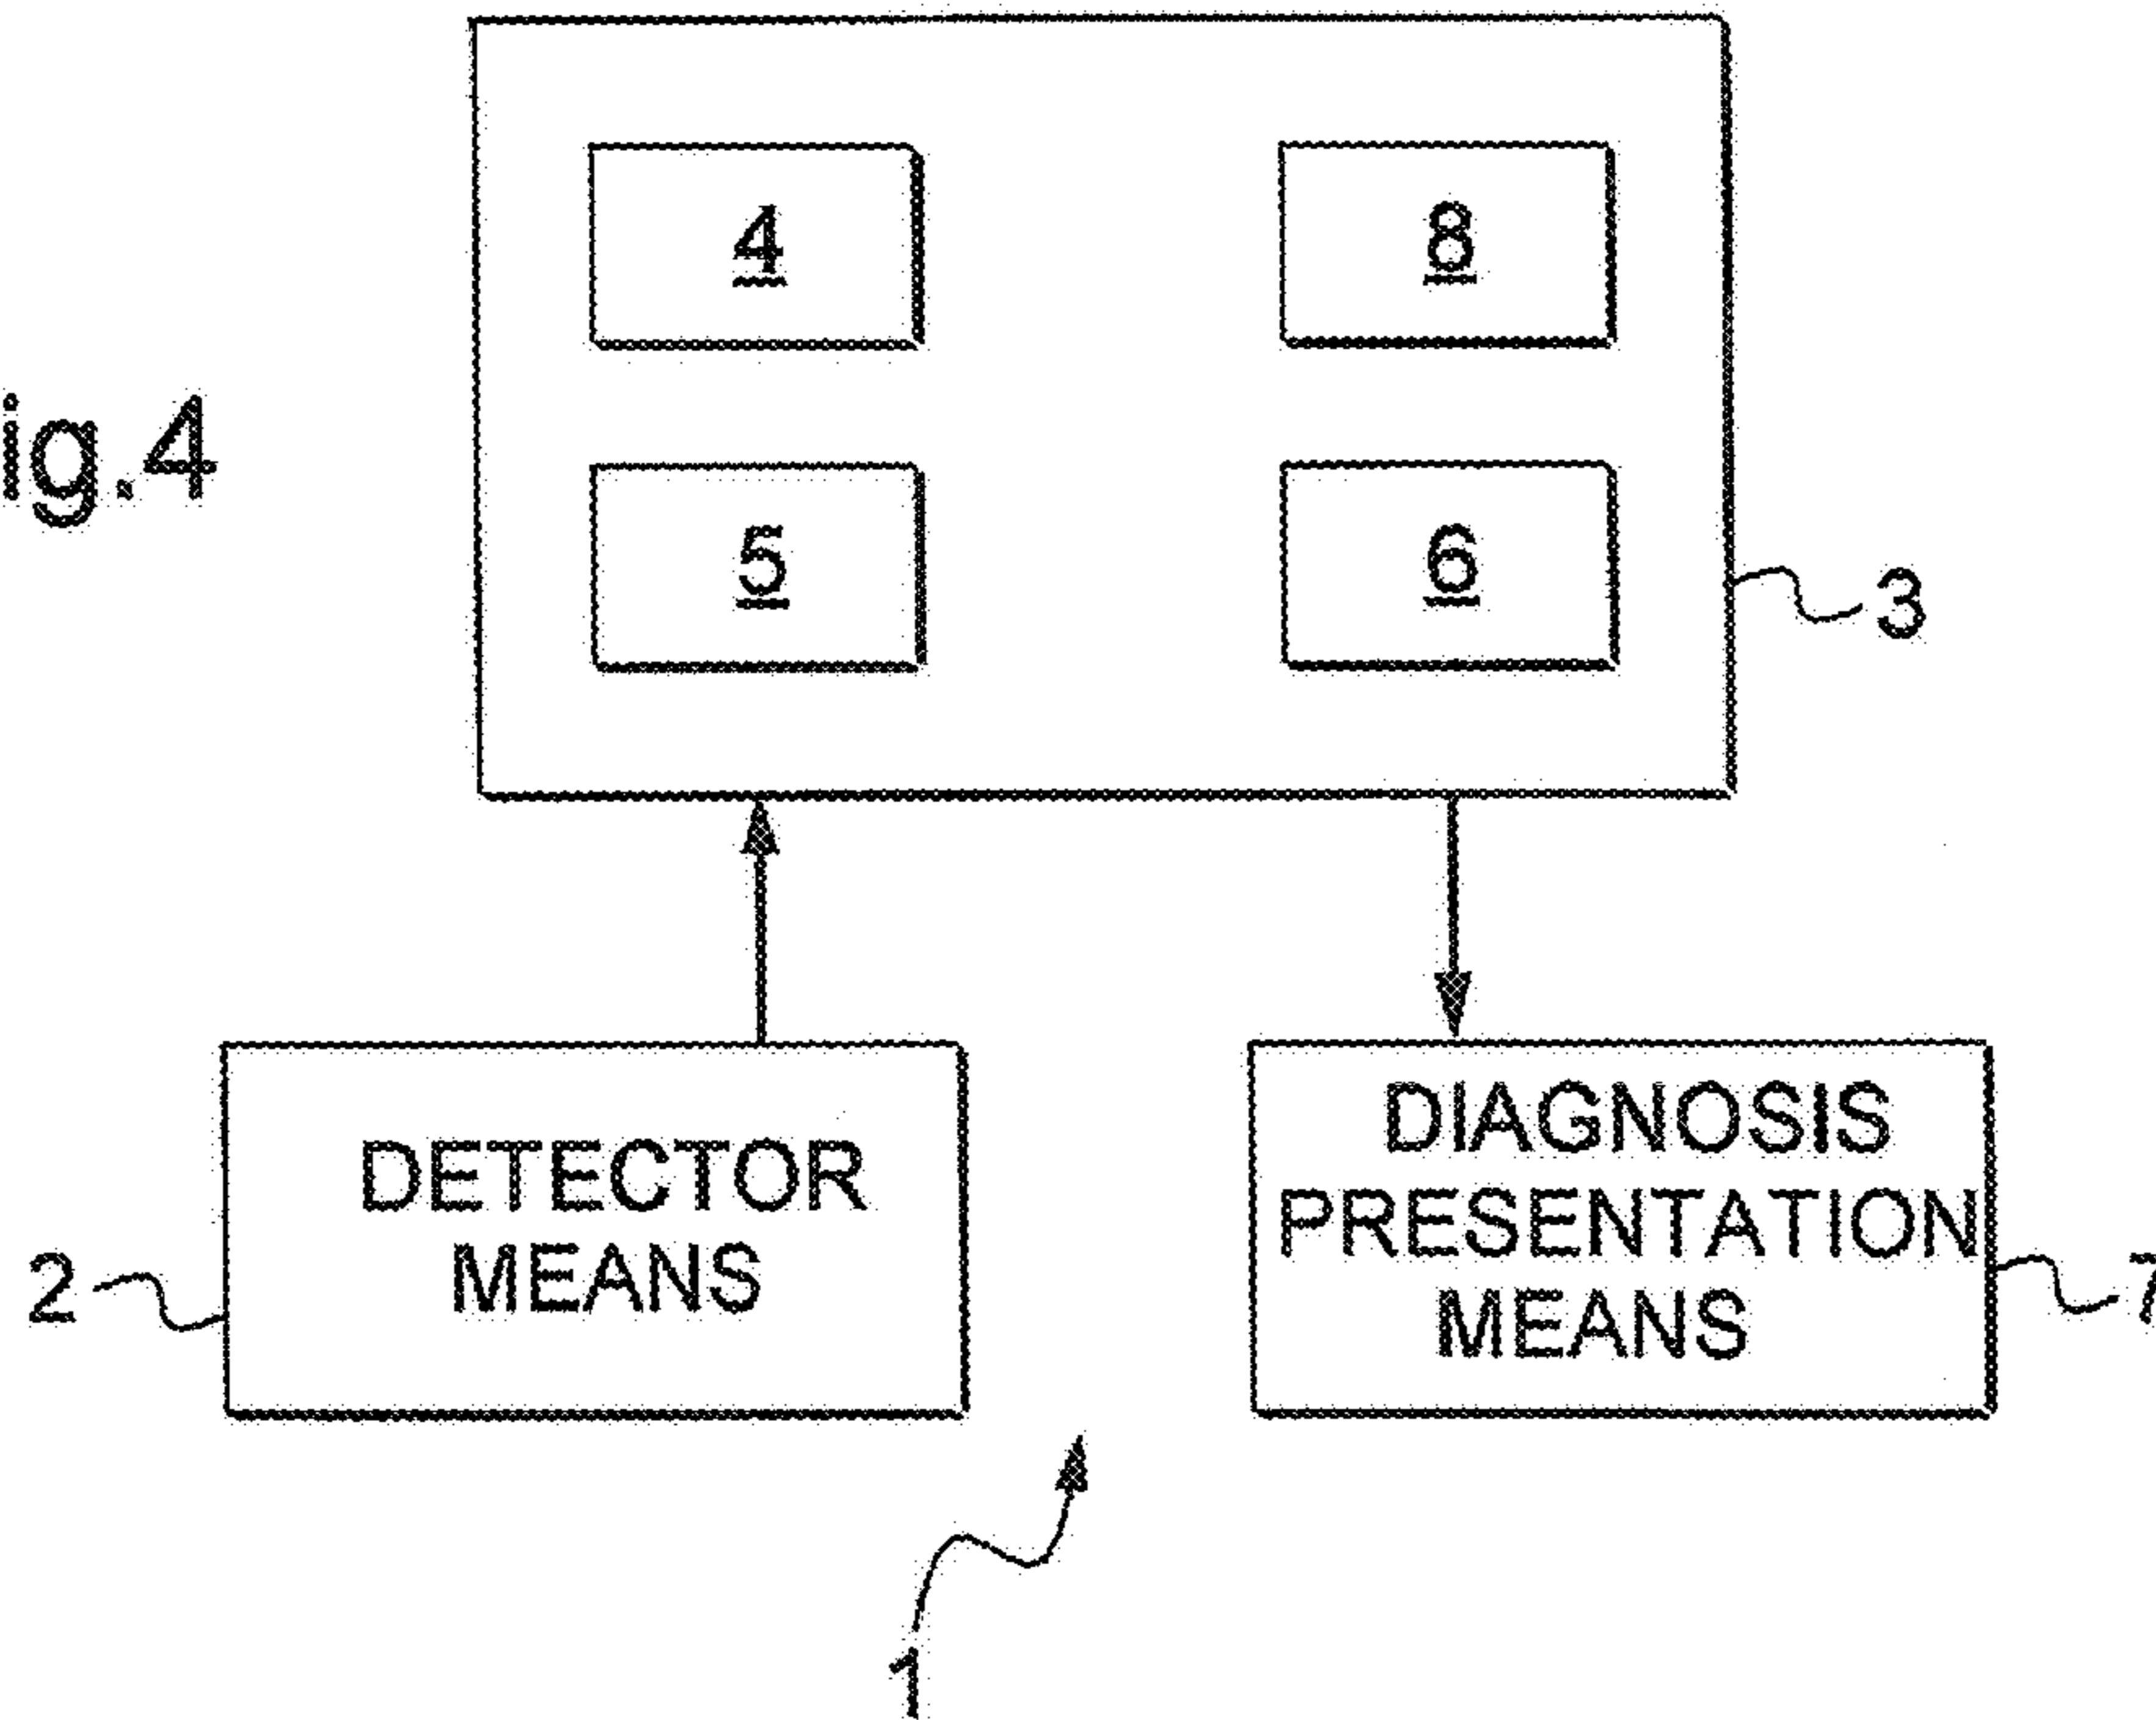 4
8
ig.4
5
6
3
DETECTOR
MEANS
DIAGNOSIS
PRESENTATION
MEANS
2
7
1